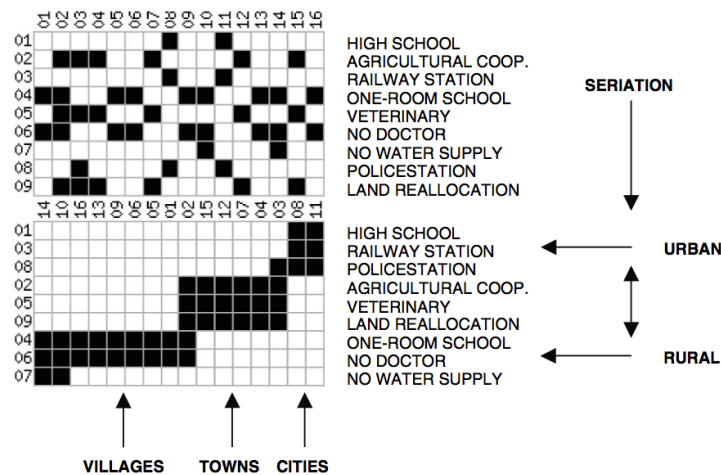 01 02 03 04 05 06 08 09 10 11 12 13 14 15 16
01 HIGH SCHOOL
02 AGRICULTURAL COOP.
03 RAILWAY STATION
04 ONE-ROOM SCHOOL
05 VETERINARY
06 NO DOCTOR
07 NO WATER SUPPLY
08 POLICESTATION
09 LAND REALLOCATION
SERIATION
14 10 16 13 09 06 05 01 02 15 12 07 04 03 08 11
01 HIGH SCHOOL
03 RAILWAY STATION
08 POLICESTATION
02 AGRICULTURAL COOP.
05 VETERINARY
09 LAND REALLOCATION
04 ONE-ROOM SCHOOL
06 NO DOCTOR
07 NO WATER SUPPLY
URBAN
RURAL
VILLAGES TOWNS CITIES